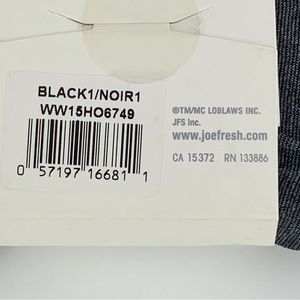 BLACK1/NOIR1
WW15HO6749
0 57197 16681 1
®TM/MC LOBLAWS INC.
JFS Inc.
www.joefresh.com
CA 15372 RN 133886